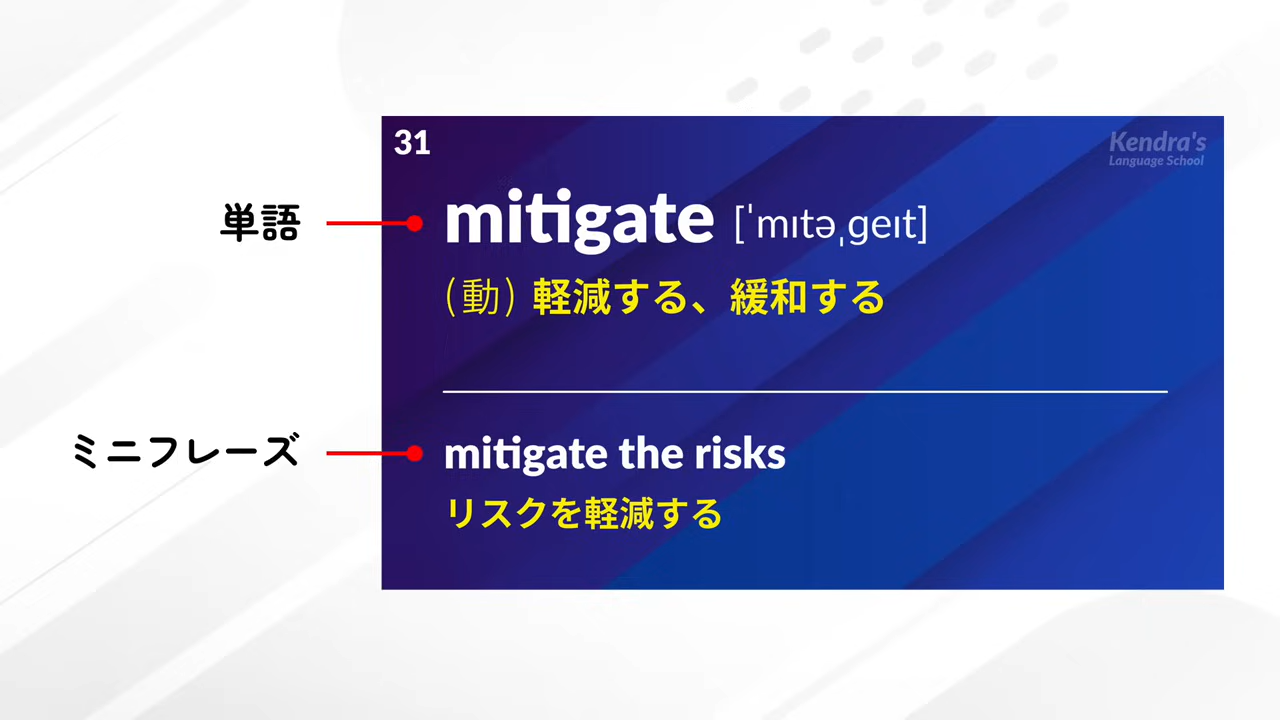 31
Kendra's
Language School
単語
mitigate [ˈmɪtəˌgeɪt]
(動) 軽減する、緩和する
ミニフレーズ
mitigate the risks
リスクを軽減する